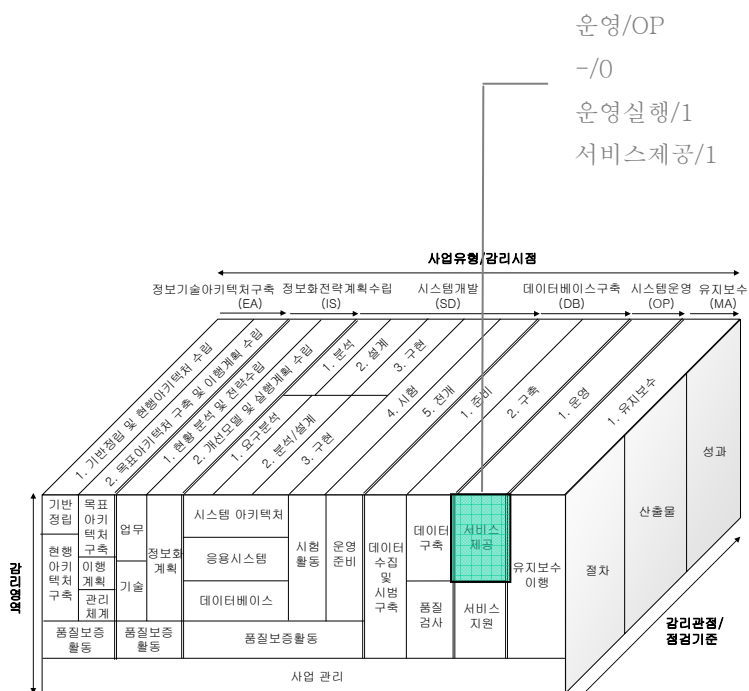 운영/OP
-/0
운영실행/1
서비스제공/1
사업유형/감리시점
정보기술아키텍처구축
(EA)
정보화전략계획수립
(IS)
시스템개발
(SD)
데이터베이스구축
(DB)
시스템운영
(OP)
유지보수
(MA)
1. 기반정립 및 현행아키텍처 수립
2. 목표아키텍처 구축 및 이행계획 수립
1. 현황 분석 및 전략수립
2. 개선모델 및 실행계획 수립
1. 분석
2. 설계
3. 구현
1. 요구분석
2. 분석/설계
3. 구현
4. 시험
5. 전개
1. 준비
2. 구축
1. 운영
1. 유지보수
감리영역
기반
정립
현행
아키
텍처
구축
목표
아키
텍처
구축
이행
계획
관리
체계
품질보증
활동
업무
기술
정보화
계획
품질보증
활동
시스템 아키텍처
응용시스템
데이터베이스
시험
활동
운영
준비
품질보증활동
데이터
수집
및
시범
구축
데이터
구축
품질
검사
서비스
제공
서비스
지원
유지보수
이행
사업 관리
절차
산출물
성과
감리관점/
점검기준